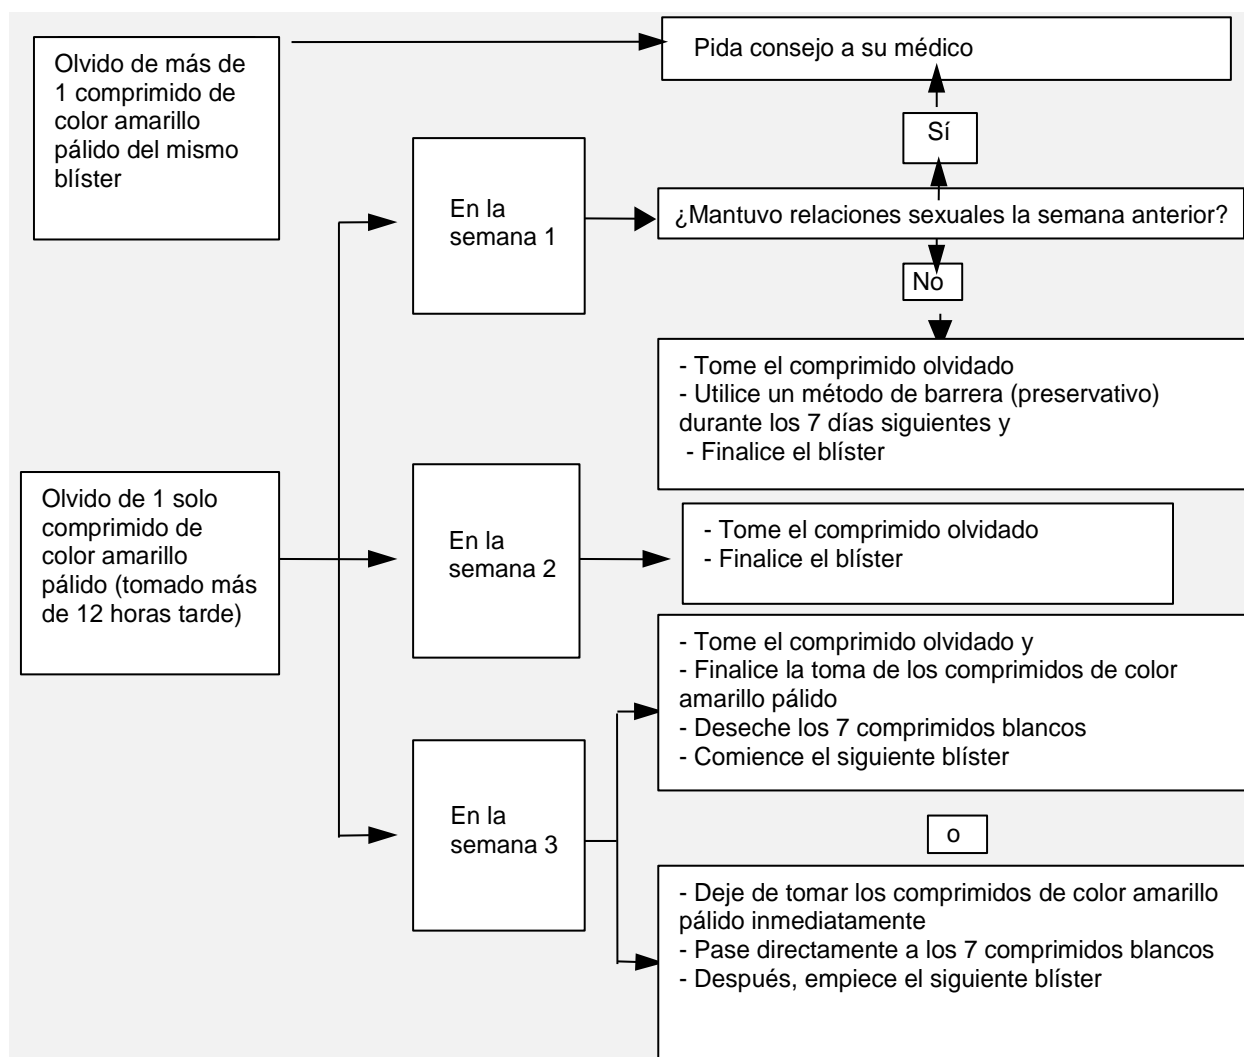 Olvido de más de
1 comprimido de
color amarillo
pálido del mismo
blíster
Pida consejo a su médico
Sí
En la
semana 1
¿Mantuvo relaciones sexuales la semana anterior?
No
- Tome el comprimido olvidado
- Utilice un método de barrera (preservativo)
durante los 7 días siguientes y
- Finalice el blíster
Olvido de 1 solo
comprimido de
color amarillo
pálido (tomado más
de 12 horas tarde)
En la
semana 2
- Tome el comprimido olvidado
- Finalice el blíster
- Tome el comprimido olvidado y
- Finalice la toma de los comprimidos de color
amarillo pálido
- Deseche los 7 comprimidos blancos
- Comience el siguiente blíster
En la
semana 3
o
- Deje de tomar los comprimidos de color amarillo
pálido inmediatamente
- Pase directamente a los 7 comprimidos blancos
- Después, empiece el siguiente blíster